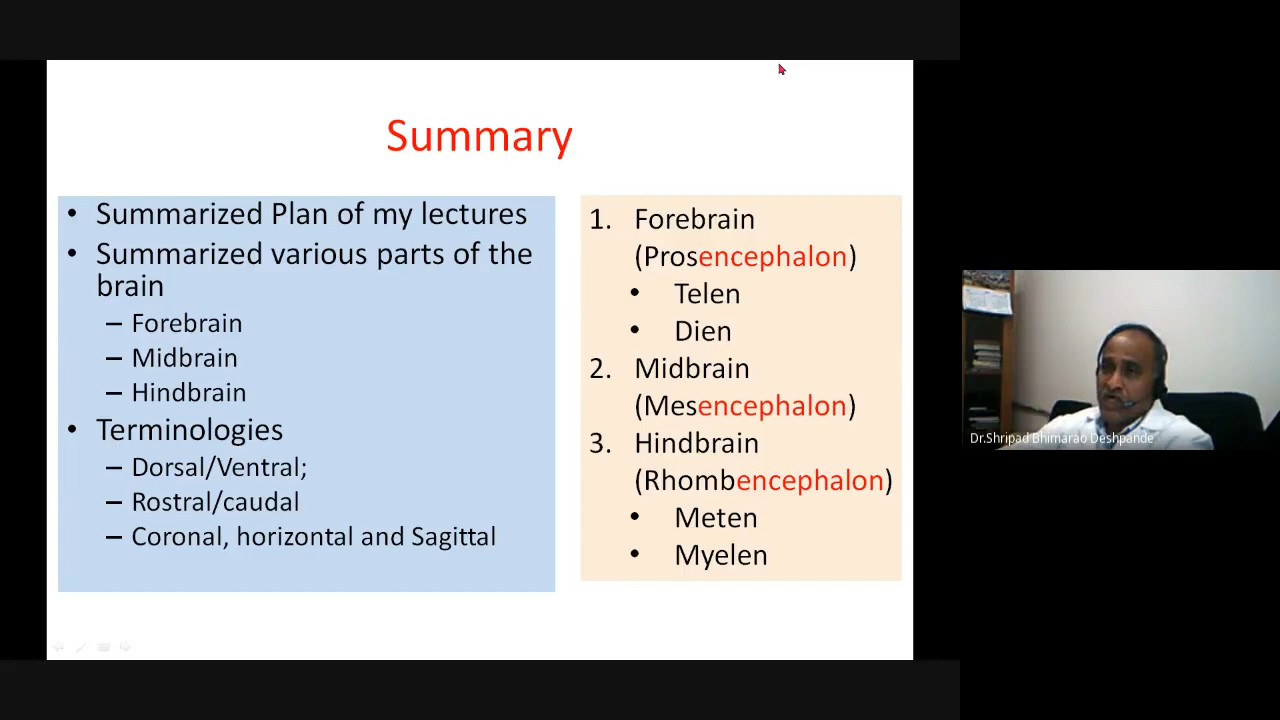 Summary
• Summarized Plan of my lectures
• Summarized various parts of the
brain
– Forebrain
– Midbrain
– Hindbrain
• Terminologies
– Dorsal/Ventral;
– Rostral/caudal
– Coronal, horizontal and Sagittal
1. Forebrain
(Prosencephalon)
• Telen
• Dien
2. Midbrain
(Mesencephalon)
3. Hindbrain
(Rhombencephalon)
• Meten
• Myelen
Dr.Shripad Bhimarao Deshpande